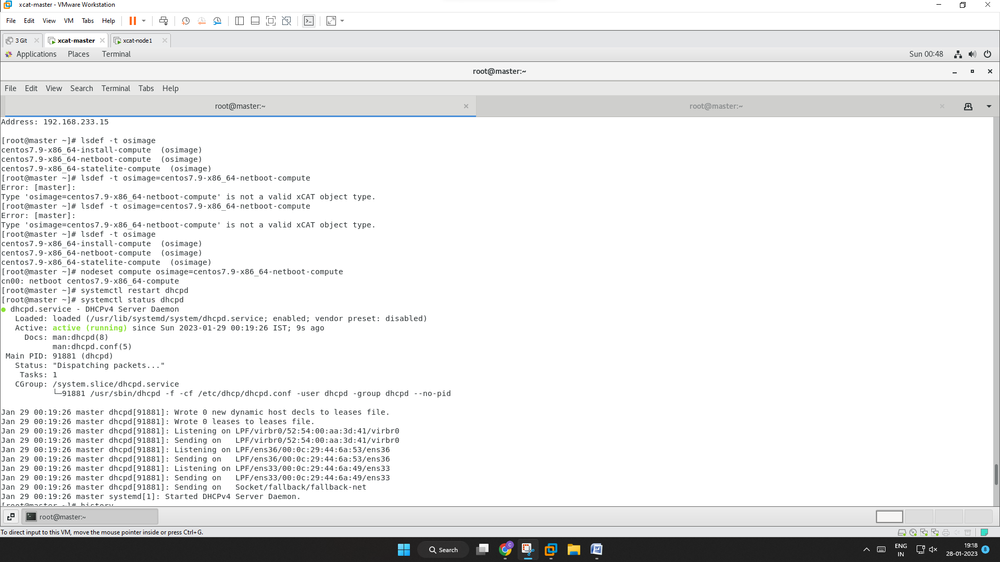 xcat-master - VMware Workstation
File Edit View VM Tabs Help
3 Git xcat-master xcat-node1
Applications Places Terminal Sun 00:48
root@master:~
File Edit View Search Terminal Tabs Help
root@master:~ root@master:~
Address: 192.168.233.15
[root@master ~]# lsdef -t osimage
centos7.9-x86_64-install-compute  (osimage)
centos7.9-x86_64-netboot-compute  (osimage)
centos7.9-x86_64-statelite-compute  (osimage)
[root@master ~]# lsdef -t osimage=centos7.9-x86_64-netboot-compute
Error: [master]:
Type 'osimage=centos7.9-x86_64-netboot-compute' is not a valid xCAT object type.
[root@master ~]# lsdef -t osimage=centos7.9-x86_64-netboot-compute
Error: [master]:
Type 'osimage=centos7.9-x86_64-netboot-compute' is not a valid xCAT object type.
[root@master ~]# lsdef -t osimage
centos7.9-x86_64-install-compute  (osimage)
centos7.9-x86_64-netboot-compute  (osimage)
centos7.9-x86_64-statelite-compute  (osimage)
[root@master ~]# nodeset compute osimage=centos7.9-x86_64-netboot-compute
cn00: netboot centos7.9-x86_64-compute
[root@master ~]# systemctl restart dhcpd
[root@master ~]# systemctl status dhcpd
● dhcpd.service - DHCPv4 Server Daemon
   Loaded: loaded (/usr/lib/systemd/system/dhcpd.service; enabled; vendor preset: disabled)
   Active: active (running) since Sun 2023-01-29 00:19:26 IST; 9s ago
     Docs: man:dhcpd(8)
           man:dhcpd.conf(5)
 Main PID: 91881 (dhcpd)
   Status: "Dispatching packets..."
    Tasks: 1
   CGroup: /system.slice/dhcpd.service
           └─91881 /usr/sbin/dhcpd -f -cf /etc/dhcp/dhcpd.conf -user dhcpd -group dhcpd --no-pid
Jan 29 00:19:26 master dhcpd[91881]: Wrote 0 new dynamic host decls to leases file.
Jan 29 00:19:26 master dhcpd[91881]: Wrote 0 leases to leases file.
Jan 29 00:19:26 master dhcpd[91881]: Listening on LPF/virbr0/52:54:00:aa:3d:41/virbr0
Jan 29 00:19:26 master dhcpd[91881]: Sending on   LPF/virbr0/52:54:00:aa:3d:41/virbr0
Jan 29 00:19:26 master dhcpd[91881]: Listening on LPF/ens36/00:0c:29:44:6a:53/ens36
Jan 29 00:19:26 master dhcpd[91881]: Sending on   LPF/ens36/00:0c:29:44:6a:53/ens36
Jan 29 00:19:26 master dhcpd[91881]: Listening on LPF/ens33/00:0c:29:44:6a:49/ens33
Jan 29 00:19:26 master dhcpd[91881]: Sending on   LPF/ens33/00:0c:29:44:6a:49/ens33
Jan 29 00:19:26 master dhcpd[91881]: Sending on   Socket/fallback/fallback-net
Jan 29 00:19:26 master systemd[1]: Started DHCPv4 Server Daemon.
[root@master ~]# history
root@master:~
To direct input to this VM, move the mouse pointer inside or press Ctrl+G.
Search C ENG 19:18 8
IN 28-01-2023